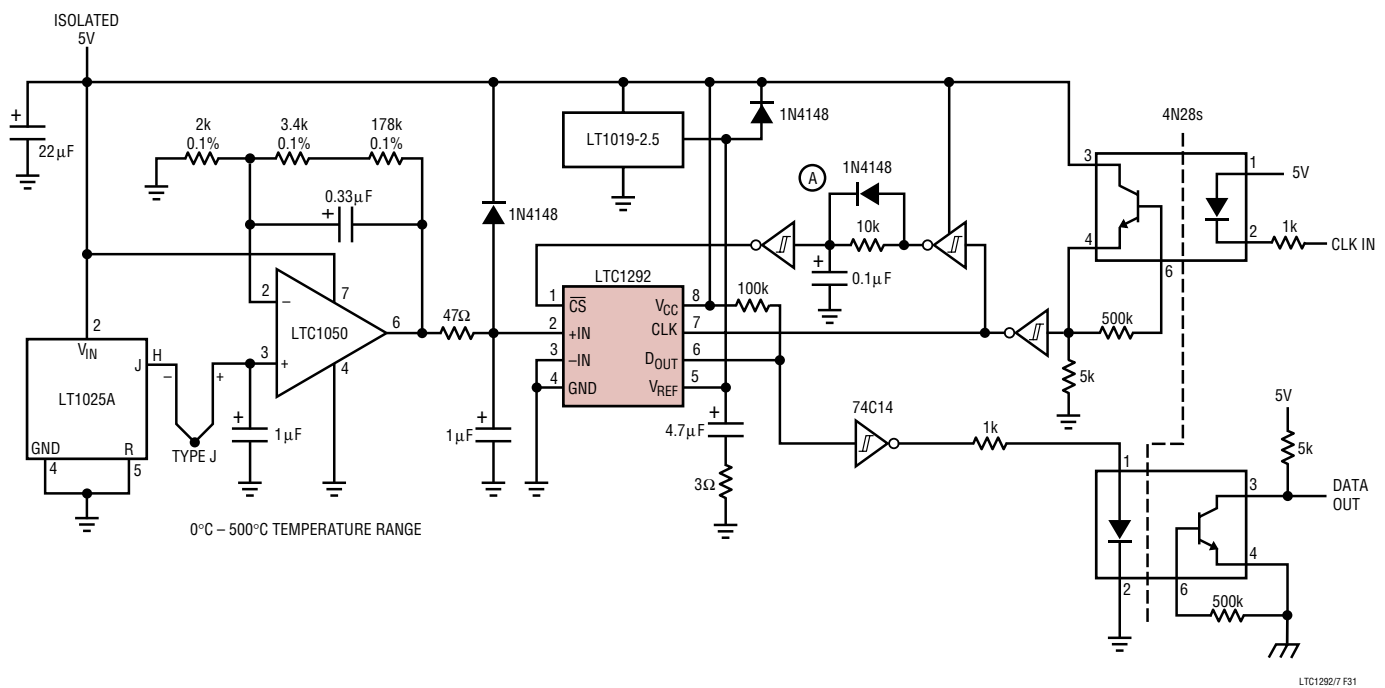 ISOLATED
5V
+
22µF
2k
0.1%
3.4k
0.1%
178k
0.1%
0.33µF
+
1N4148
LT1019-2.5
1N4148
A
1N4148
10k
+
0.1µF
4N28s
3
1
5V
4
2
1k
CLK IN
6
2
VIN
J
H
–
+
LT1025A
GND
R
4
5
TYPE J
+
1µF
2
–
7
LTC1050
6
3
+
4
47Ω
+
1µF
LTC1292
1
CS
VCC
8
100k
2
+IN
CLK
7
3
–IN
DOUT
6
4
GND
VREF
5
+
4.7µF
3Ω
500k
5k
74C14
1k
5V
5k
1
3
DATA
OUT
4
2
6
500k
0°C – 500°C TEMPERATURE RANGE
LTC1292/7 F31